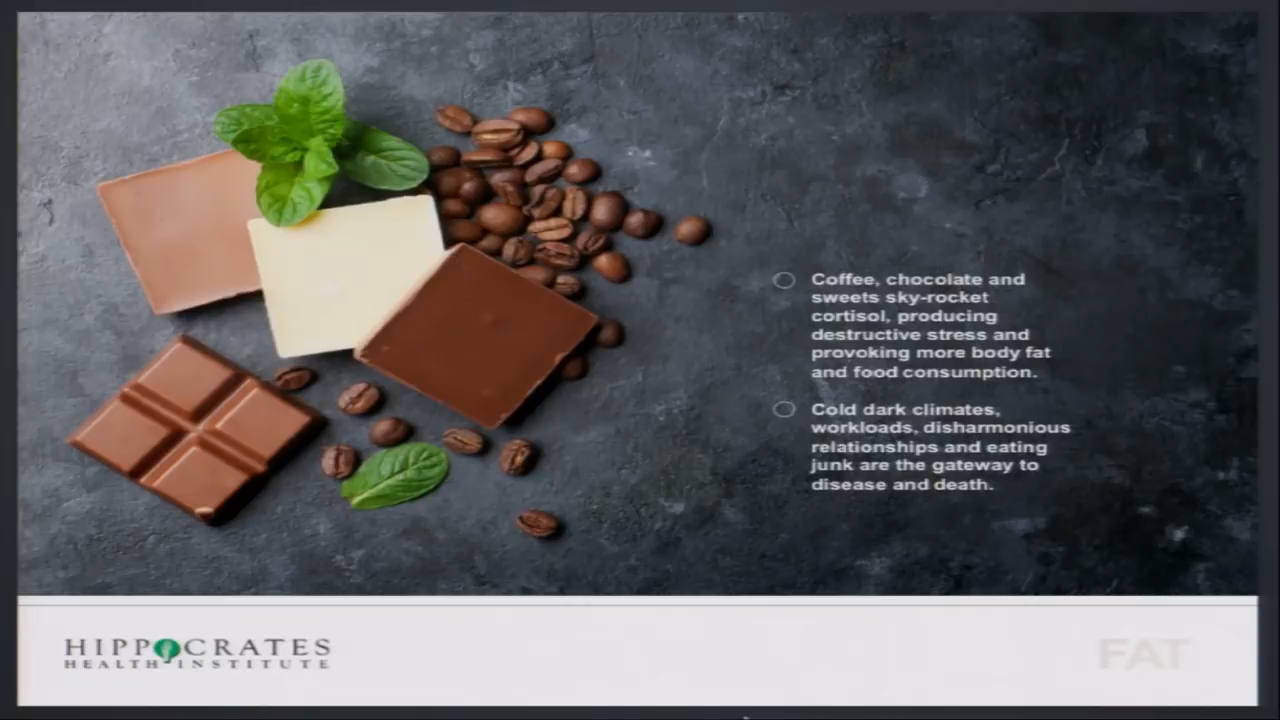 Coffee, chocolate and
sweets sky-rocket
cortisol, producing
destructive stress and
provoking more body fat
and food consumption.
Cold dark climates,
workloads, disharmonious
relationships and eating
junk are the gateway to
disease and death.
HIPPOCRATES
HEALTH INSTITUTE
FAT